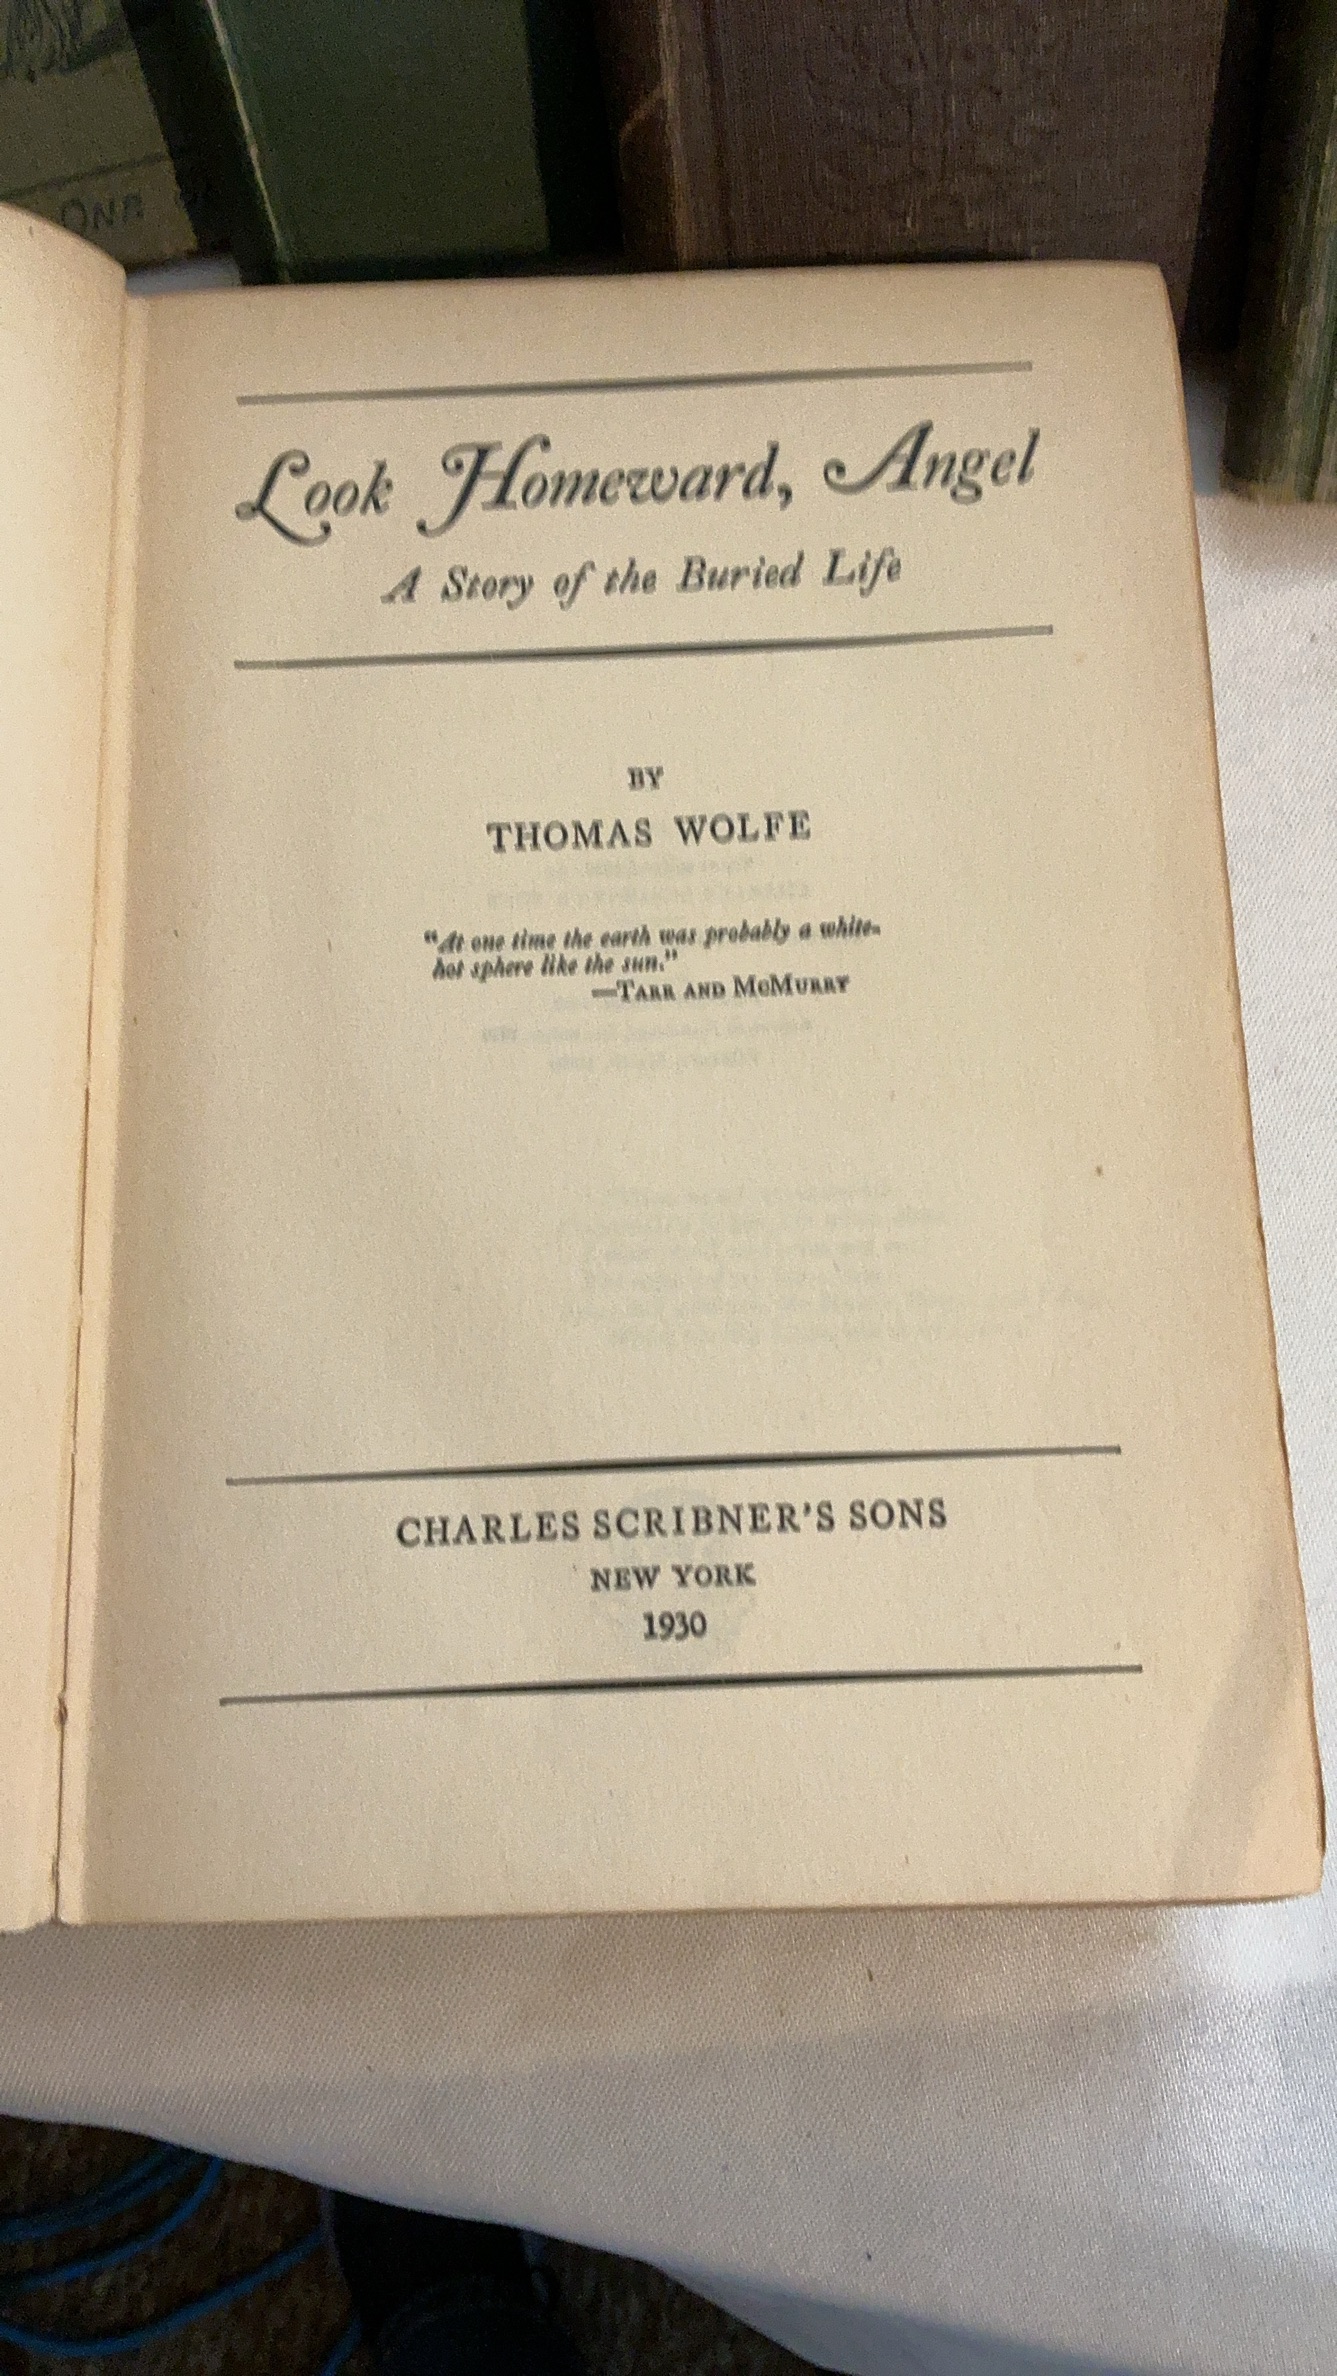 ONE
Look Homeward, Angel
A Story of the Buried Life
BY
THOMAS WOLFE
"At one time the earth was probably a white-
hot sphere like the sun."
—TARR AND MCMURRY
CHARLES SCRIBNER'S SONS
NEW YORK
1930